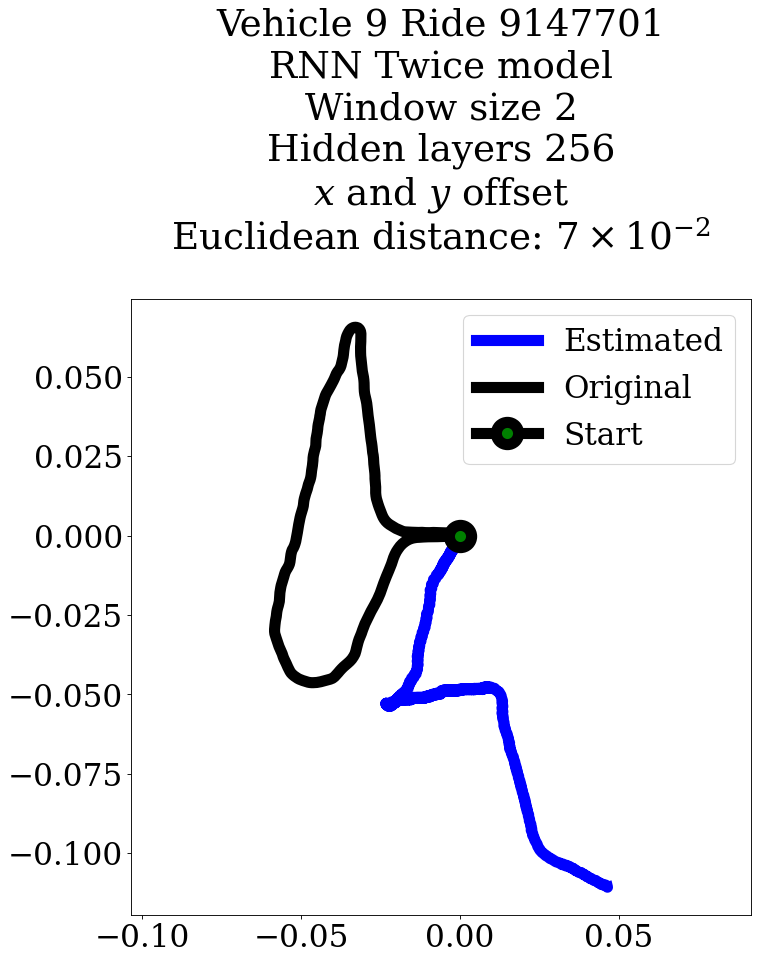 Vehicle 9 Ride 9147701
RNN Twice model
Window size 2
Hidden layers 256
x and y offset
Euclidean distance: 7 × 10⁻²
Estimated
Original
Start
0.050
0.025
0.000
−0.025
−0.050
−0.075
−0.100
−0.10 −0.05 0.00 0.05